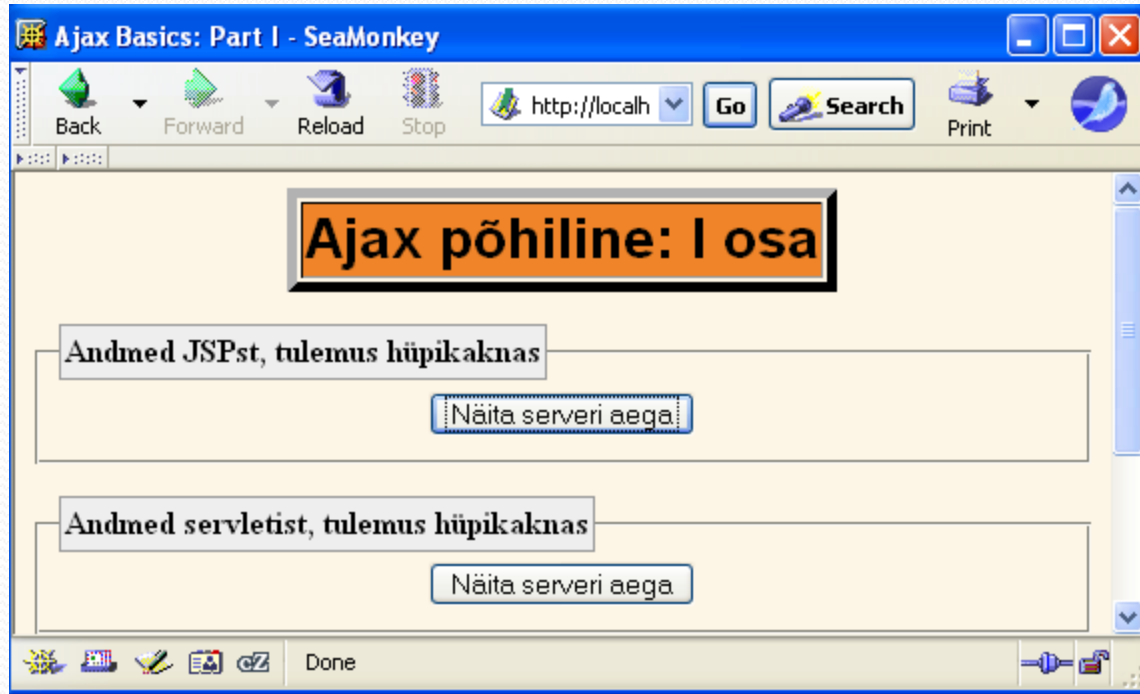 Ajax Basics: Part I - SeaMonkey
Back Forward Reload Stop http://localh Go Search Print
Ajax põhiline: I osa
Andmed JSPst, tulemus hüpikaknas
Näita serveri aega
Andmed servletist, tulemus hüpikaknas
Näita serveri aega
cZ Done